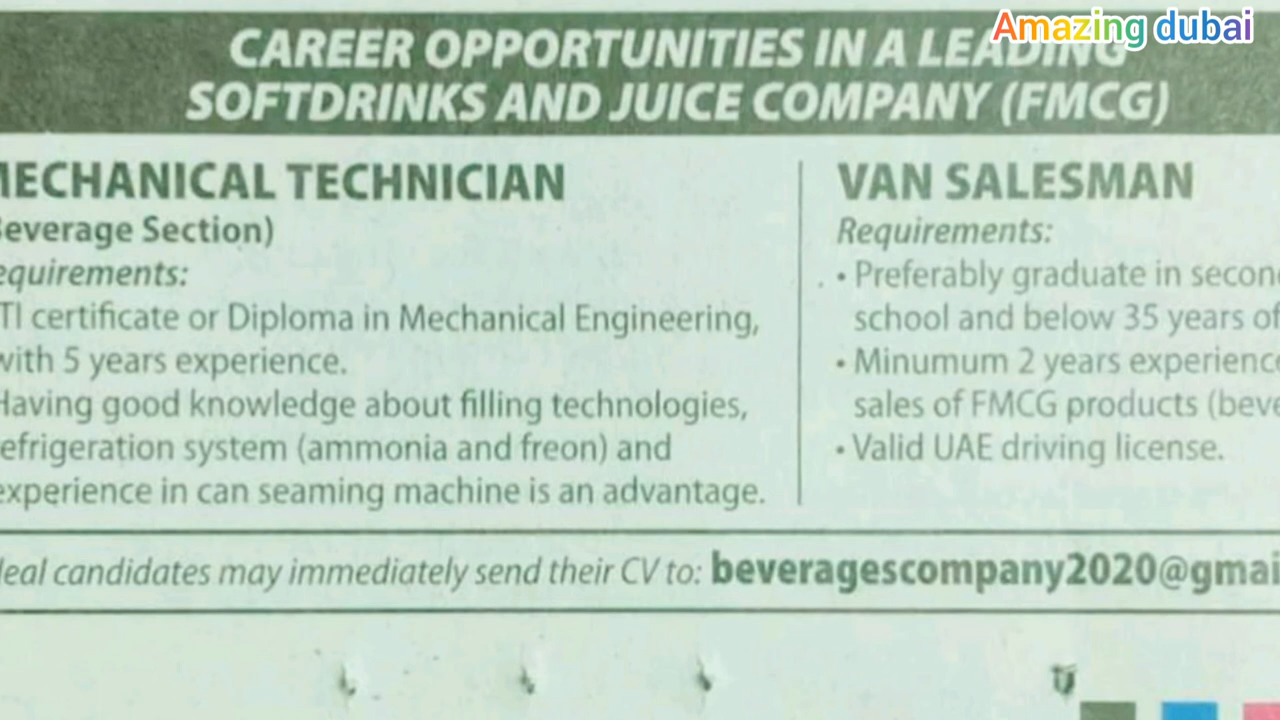 Amazing dubai
CAREER OPPORTUNITIES IN A LEADING
SOFTDRINKS AND JUICE COMPANY (FMCG)
MECHANICAL TECHNICIAN
Beverage Section)
equirements:
TI certificate or Diploma in Mechanical Engineering,
with 5 years experience.
Having good knowledge about filling technologies,
efrigeration system (ammonia and freon) and
experience in can seaming machine is an advantage.
VAN SALESMAN
Requirements:
• Preferably graduate in secon
school and below 35 years of
• Minumum 2 years experience
sales of FMCG products (beve
• Valid UAE driving license.
deal candidates may immediately send their CV to: beveragescompany2020@gmai